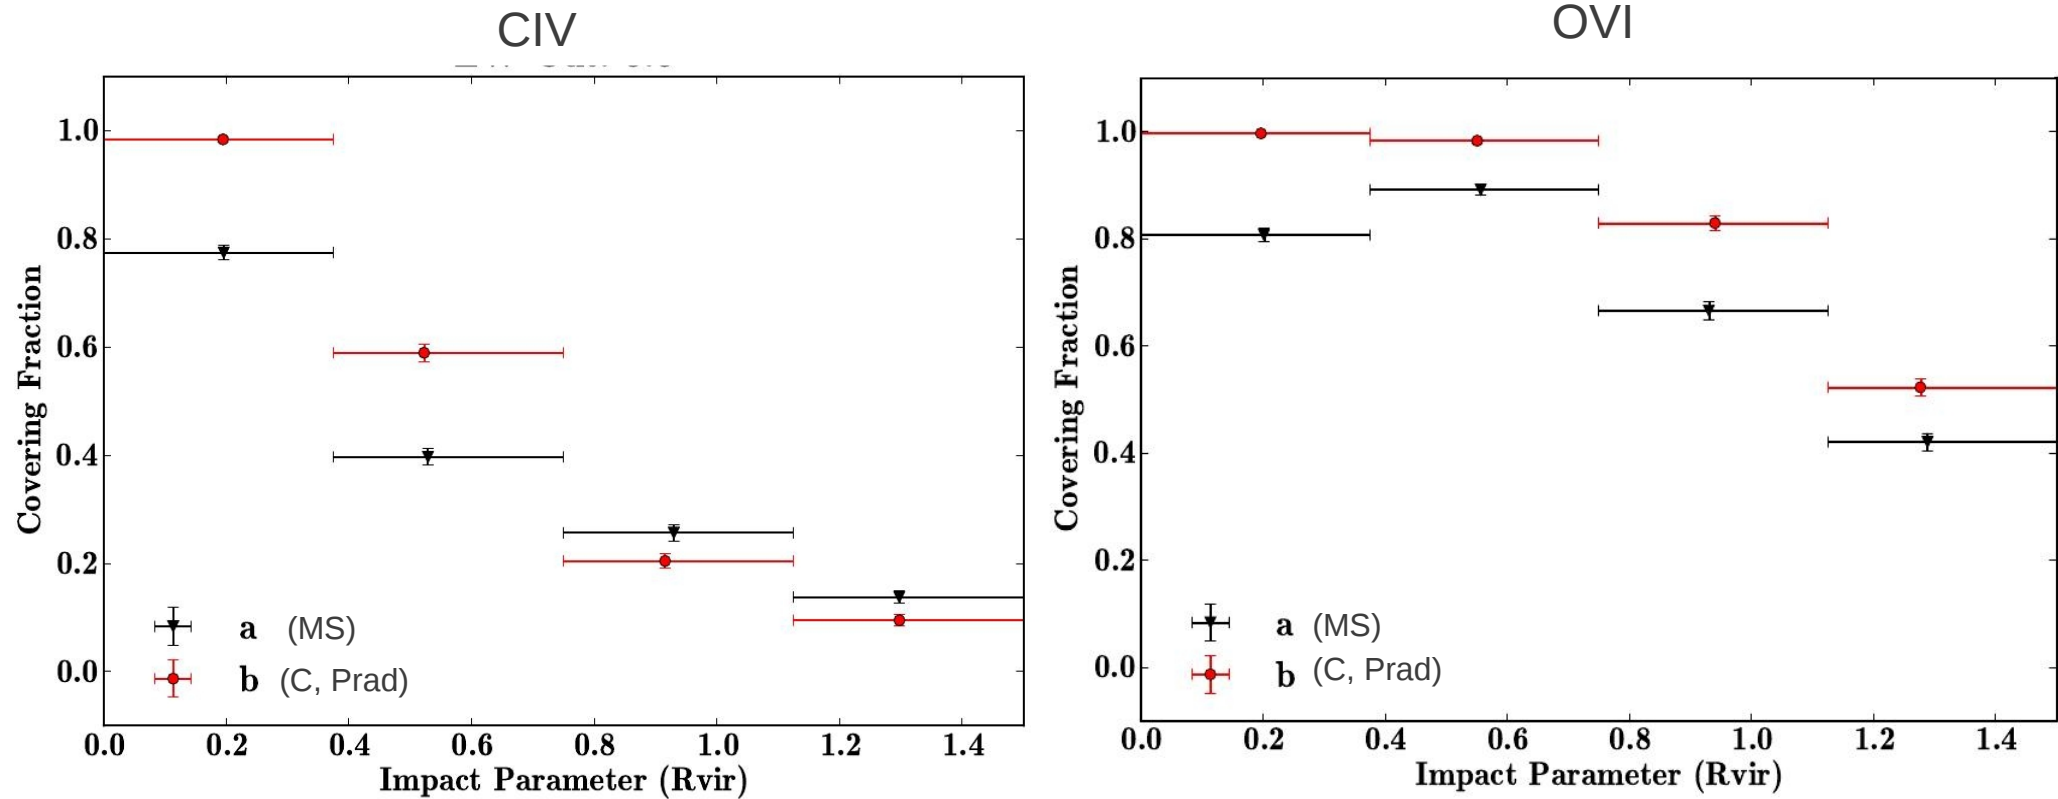 CIV
Covering Fraction
1.0
0.8
0.6
0.4
0.2
0.0
a (MS)
b (C, Prad)
0.0 0.2 0.4 0.6 0.8 1.0 1.2 1.4
Impact Parameter (Rvir)
OVI
Covering Fraction
1.0
0.8
0.6
0.4
0.2
0.0
a (MS)
b (C, Prad)
0.0 0.2 0.4 0.6 0.8 1.0 1.2 1.4
Impact Parameter (Rvir)